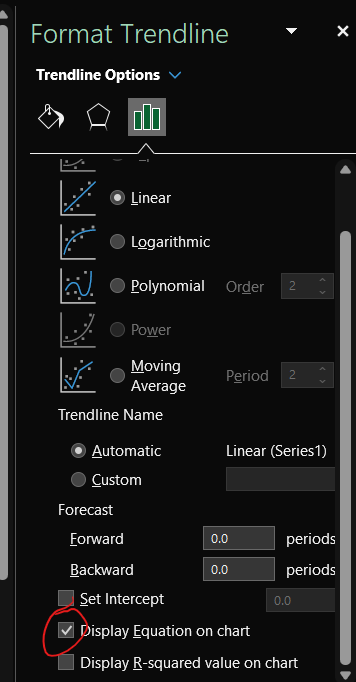 Format Trendline
Trendline Options
Linear
Logarithmic
Polynomial Order 2
Power
Moving Average Period 2
Trendline Name
Automatic Linear (Series1)
Custom
Forecast
Forward 0.0 periods
Backward 0.0 periods
Set Intercept 0.0
Display Equation on chart
Display R-squared value on chart